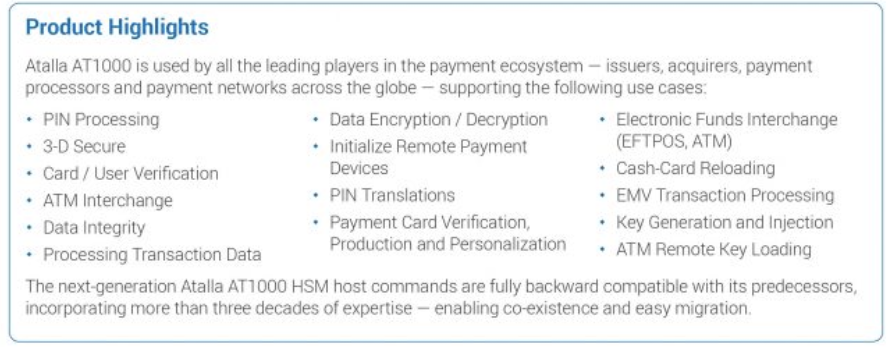 Product Highlights
Atalla AT1000 is used by all the leading players in the payment ecosystem — issuers, acquirers, payment
processors and payment networks across the globe — supporting the following use cases:
• PIN Processing
• 3-D Secure
• Card / User Verification
• ATM Interchange
• Data Integrity
• Processing Transaction Data
• Data Encryption / Decryption
• Initialize Remote Payment
Devices
• PIN Translations
• Payment Card Verification,
Production and Personalization
• Electronic Funds Interchange
(EFTPOS, ATM)
• Cash-Card Reloading
• EMV Transaction Processing
• Key Generation and Injection
• ATM Remote Key Loading
The next-generation Atalla AT1000 HSM host commands are fully backward compatible with its predecessors,
incorporating more than three decades of expertise — enabling co-existence and easy migration.